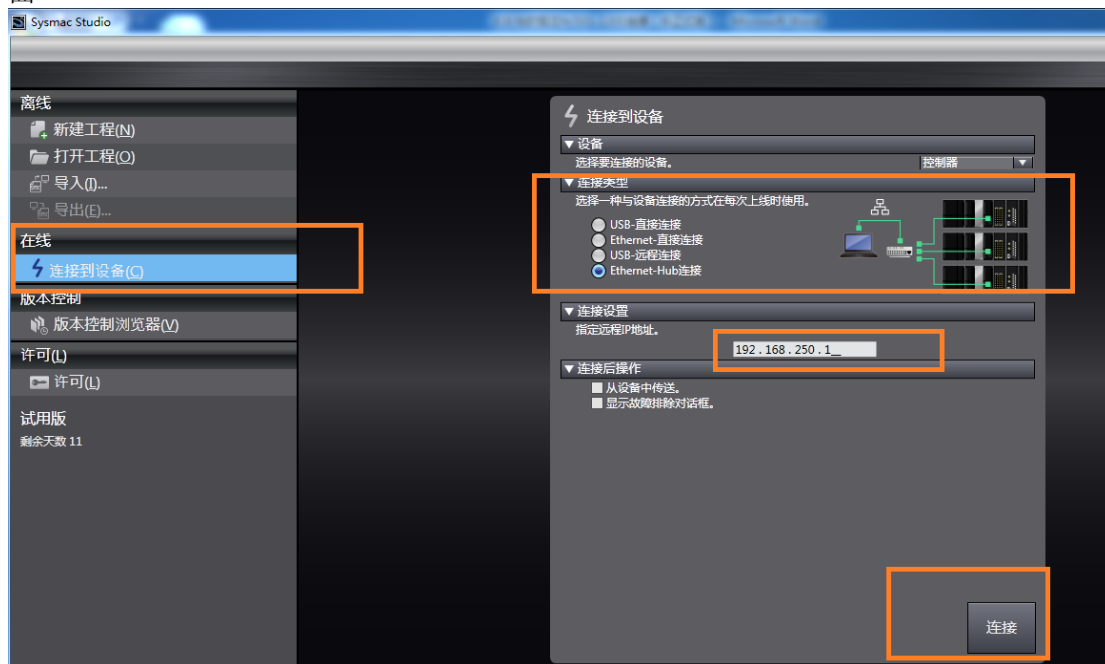 Sysmac Studio
离线
新建工程(N)
打开工程(O)
导入(I)...
导出(E)...
在线
连接到设备(C)
版本控制
版本控制浏览器(V)
许可(L)
许可(L)
试用版
剩余天数 11
连接到设备
▼设备
选择要连接的设备。 控制器
▼连接类型
选择一种与设备连接的方式在每次上线时使用。
USB-直接连接
Ethernet-直接连接
USB-远程连接
Ethernet-Hub连接
▼连接设置
指定远程IP地址。
192.168.250.1_
▼连接后操作
从设备中传送。
显示故障排除对话框。
连接